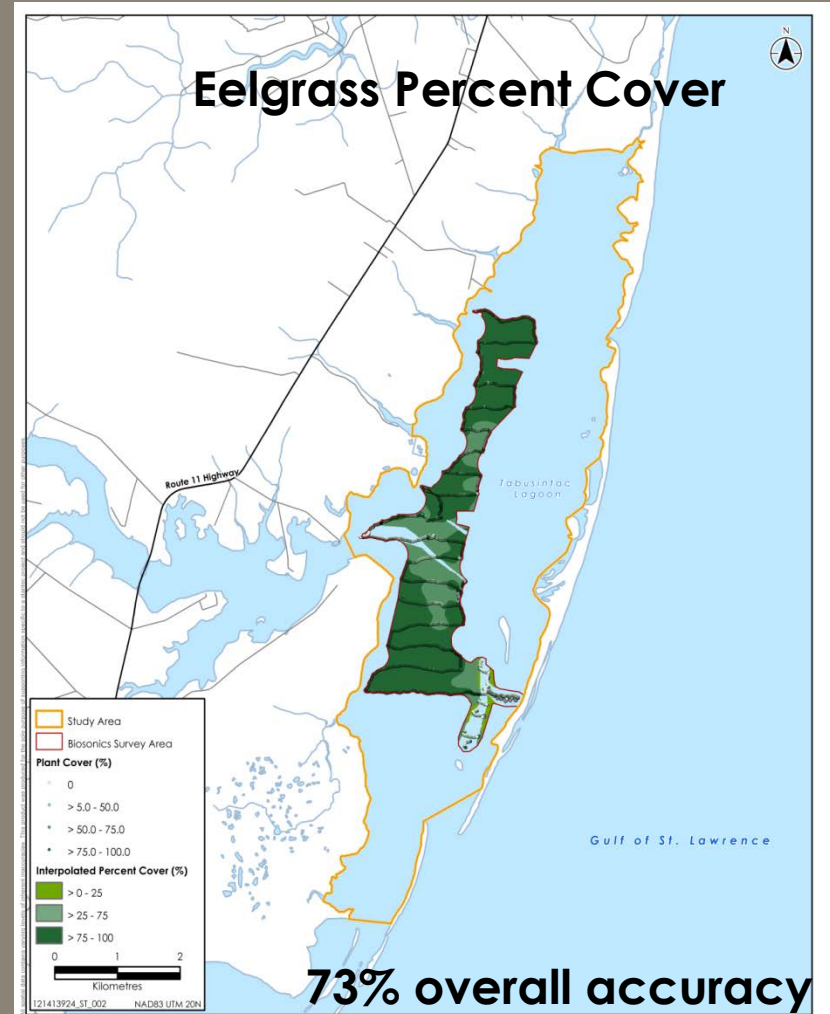 N
Eelgrass Percent Cover
Route 11 Highway
Tabusintac
Lagoon
Gulf of St. Lawrence
Study Area
Biosonics Survey Area
Plant Cover (%)
0
> 5.0 - 50.0
> 50.0 - 75.0
> 75.0 - 100.0
Interpolated Percent Cover (%)
> 0 - 25
> 25 - 75
> 75 - 100
0 1 2
Kilometres
121413924_ST_002 NAD83 UTM 20N
73% overall accuracy